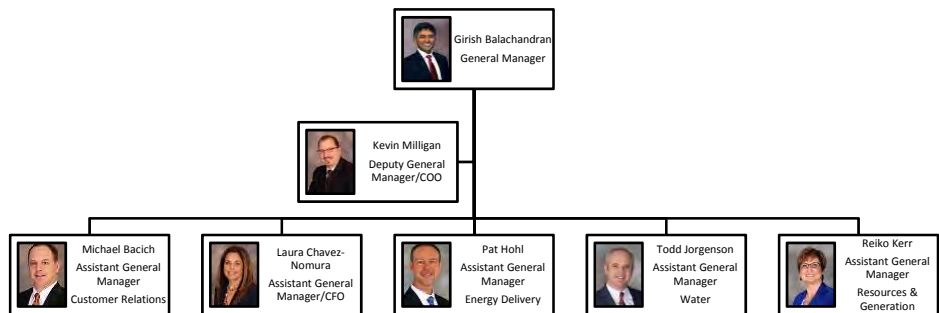 Girish Balachandran
General Manager
Kevin Milligan
Deputy General
Manager/COO
Michael Bacich
Assistant General
Manager
Customer Relations
Laura Chavez-
Nomura
Assistant General
Manager/CFO
Pat Hohl
Assistant General
Manager
Energy Delivery
Todd Jorgenson
Assistant General
Manager
Water
Reiko Kerr
Assistant General
Manager
Resources &
Generation